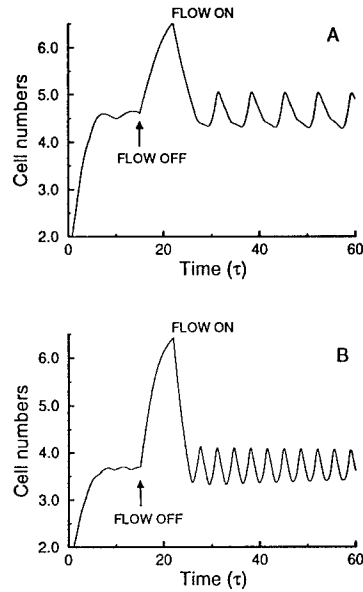 FLOW ON
A
6.0
5.0
4.0
3.0
2.0
Cell numbers
FLOW OFF
0
20
40
60
Time (τ)
FLOW ON
B
6.0
5.0
4.0
3.0
2.0
Cell numbers
FLOW OFF
0
20
40
60
Time (τ)